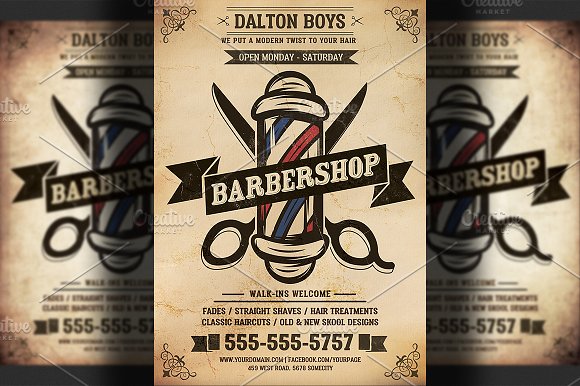 DALTON BOYS
WE PUT A MODERN TWIST TO YOUR HAIR
OPEN MONDAY - SATURDAY
BARBERSHOP
WALK-INS WELCOME
FADES / STRAIGHT SHAVES / HAIR TREATMENTS
CLASSIC HAIRCUTS / OLD & NEW SKOOL DESIGNS
555-555-5757
WWW.YOURDOMAIN.COM | FACEBOOK.COM/YOURPAGE
459 WEST ROAD, 5678 SOMECITY
Creative
MARKET